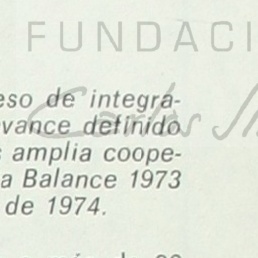 FUNDACI
eso de integra-
vance definido
amplia coope-
a Balance 1973
de 1974.